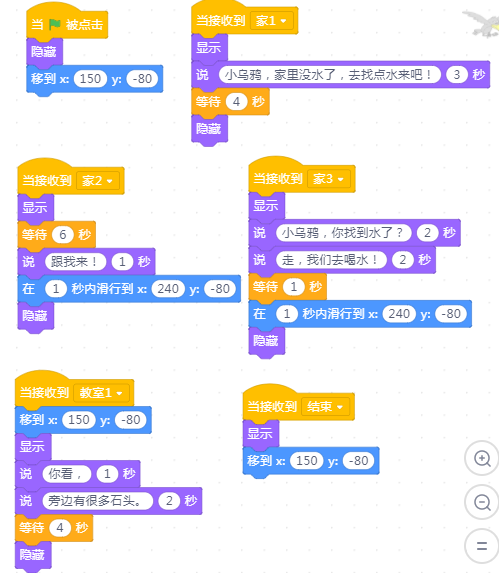 当 被点击
隐藏
移到 x: 150 y: -80
当接收到 家1
显示
说 小乌鸦，家里没水了，去找点水来吧！ 3 秒
等待 4 秒
隐藏
当接收到 家2
显示
等待 6 秒
说 跟我来！ 1 秒
在 1 秒内滑行到 x: 240 y: -80
隐藏
当接收到 家3
显示
说 小乌鸦，你找到水了？ 2 秒
说 走，我们去喝水！ 2 秒
等待 1 秒
在 1 秒内滑行到 x: 240 y: -80
隐藏
当接收到 教室1
移到 x: 150 y: -80
显示
说 你看， 1 秒
说 旁边有很多石头。 2 秒
等待 4 秒
隐藏
当接收到 结束
显示
移到 x: 150 y: -80